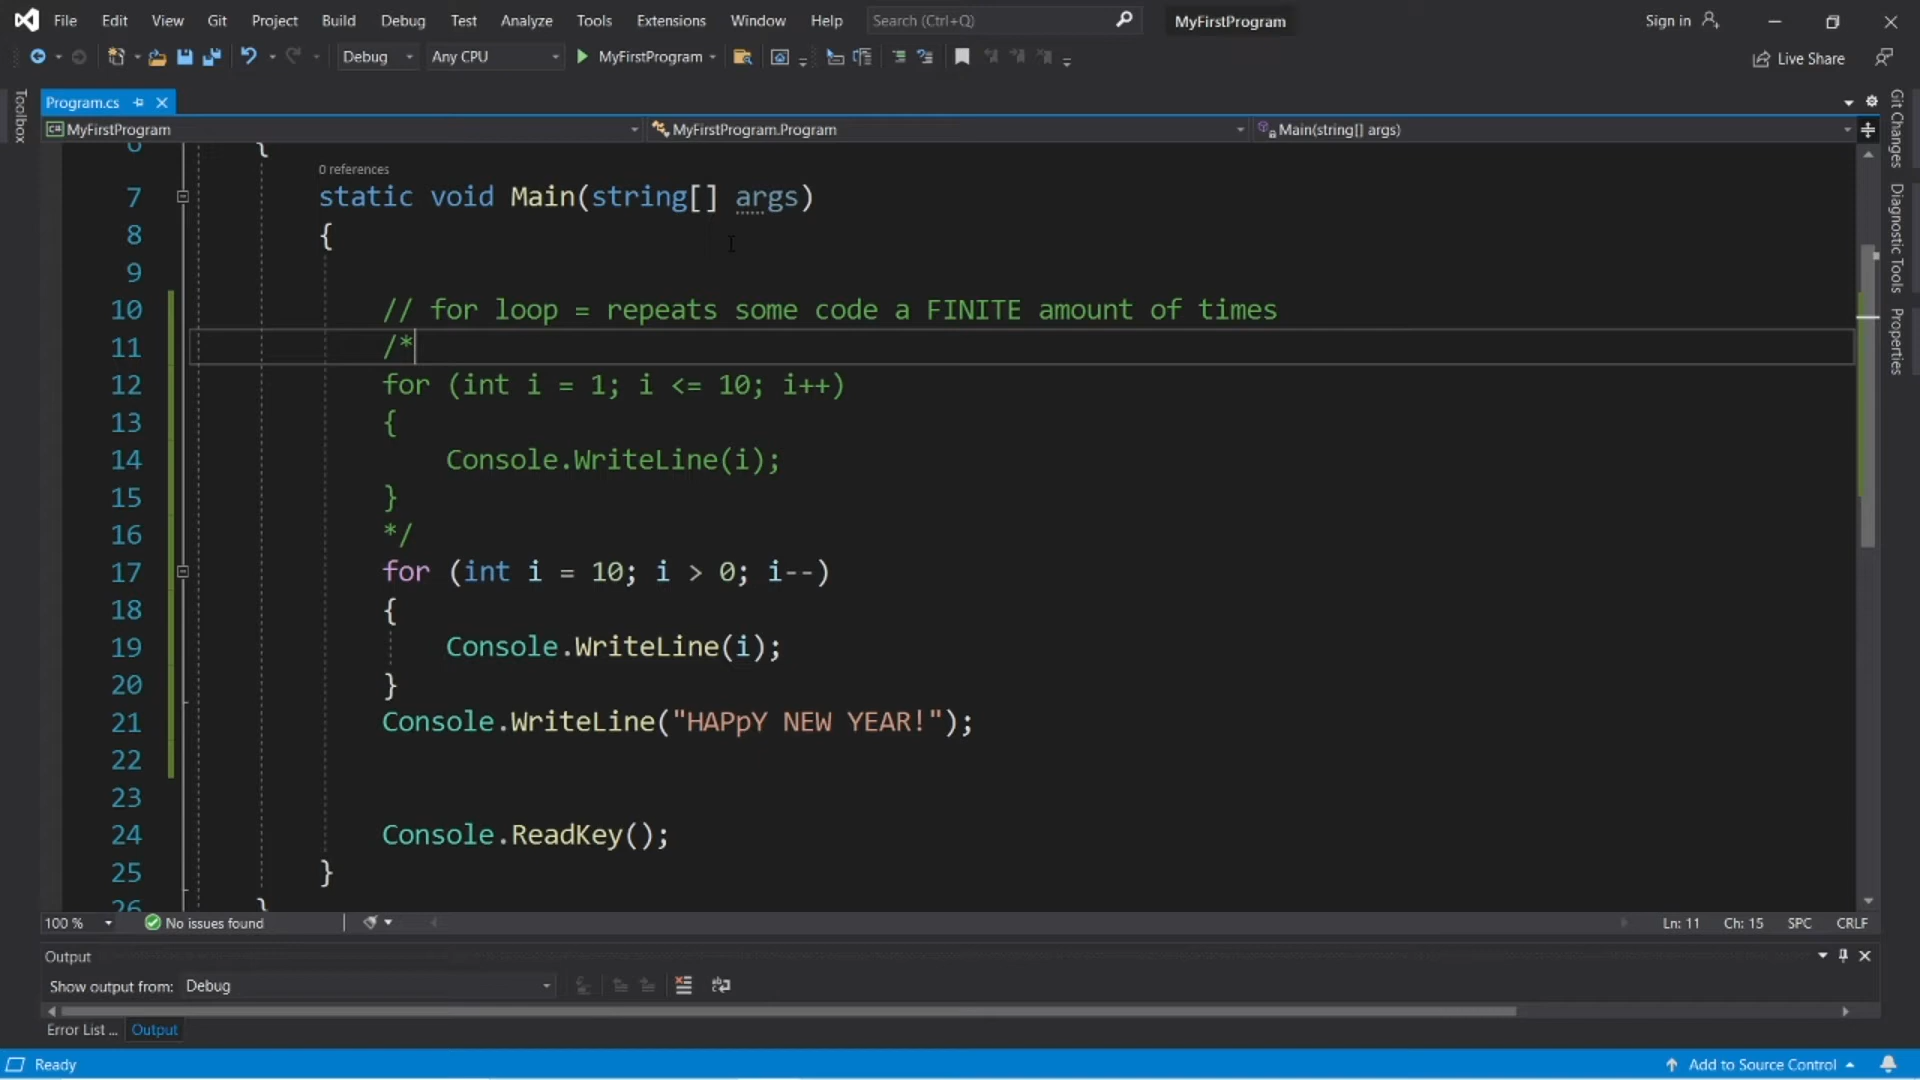 File Edit View Git Project Build Debug Test Analyze Tools Extensions Window Help Search (Ctrl+Q) MyFirstProgram Sign in
Debug Any CPU MyFirstProgram Live Share
Toolbox
Program.cs
MyFirstProgram MyFirstProgram.Program Main(string[] args)
6 {
0 references
7 static void Main(string[] args)
8 {
9
10 // for loop = repeats some code a FINITE amount of times
11 /*
12 for (int i = 1; i <= 10; i++)
13 {
14 Console.WriteLine(i);
15 }
16 */
17 for (int i = 10; i > 0; i--)
18 {
19 Console.WriteLine(i);
20 }
21 Console.WriteLine("HAPpY NEW YEAR!");
22
23
24 Console.ReadKey();
25 }
26 }
Git Changes
Diagnostic Tools
Properties
100 % No issues found Ln: 11 Ch: 15 SPC CRLF
Output
Show output from: Debug
Error List ... Output
Ready Add to Source Control